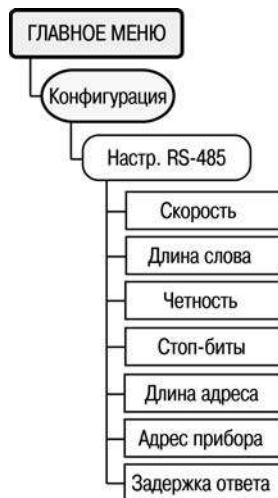 ГЛАВНОЕ МЕНЮ
Конфигурация
Настр. RS-485
Скорость
Длина слова
Четность
Стоп-биты
Длина адреса
Адрес прибора
Задержка ответа